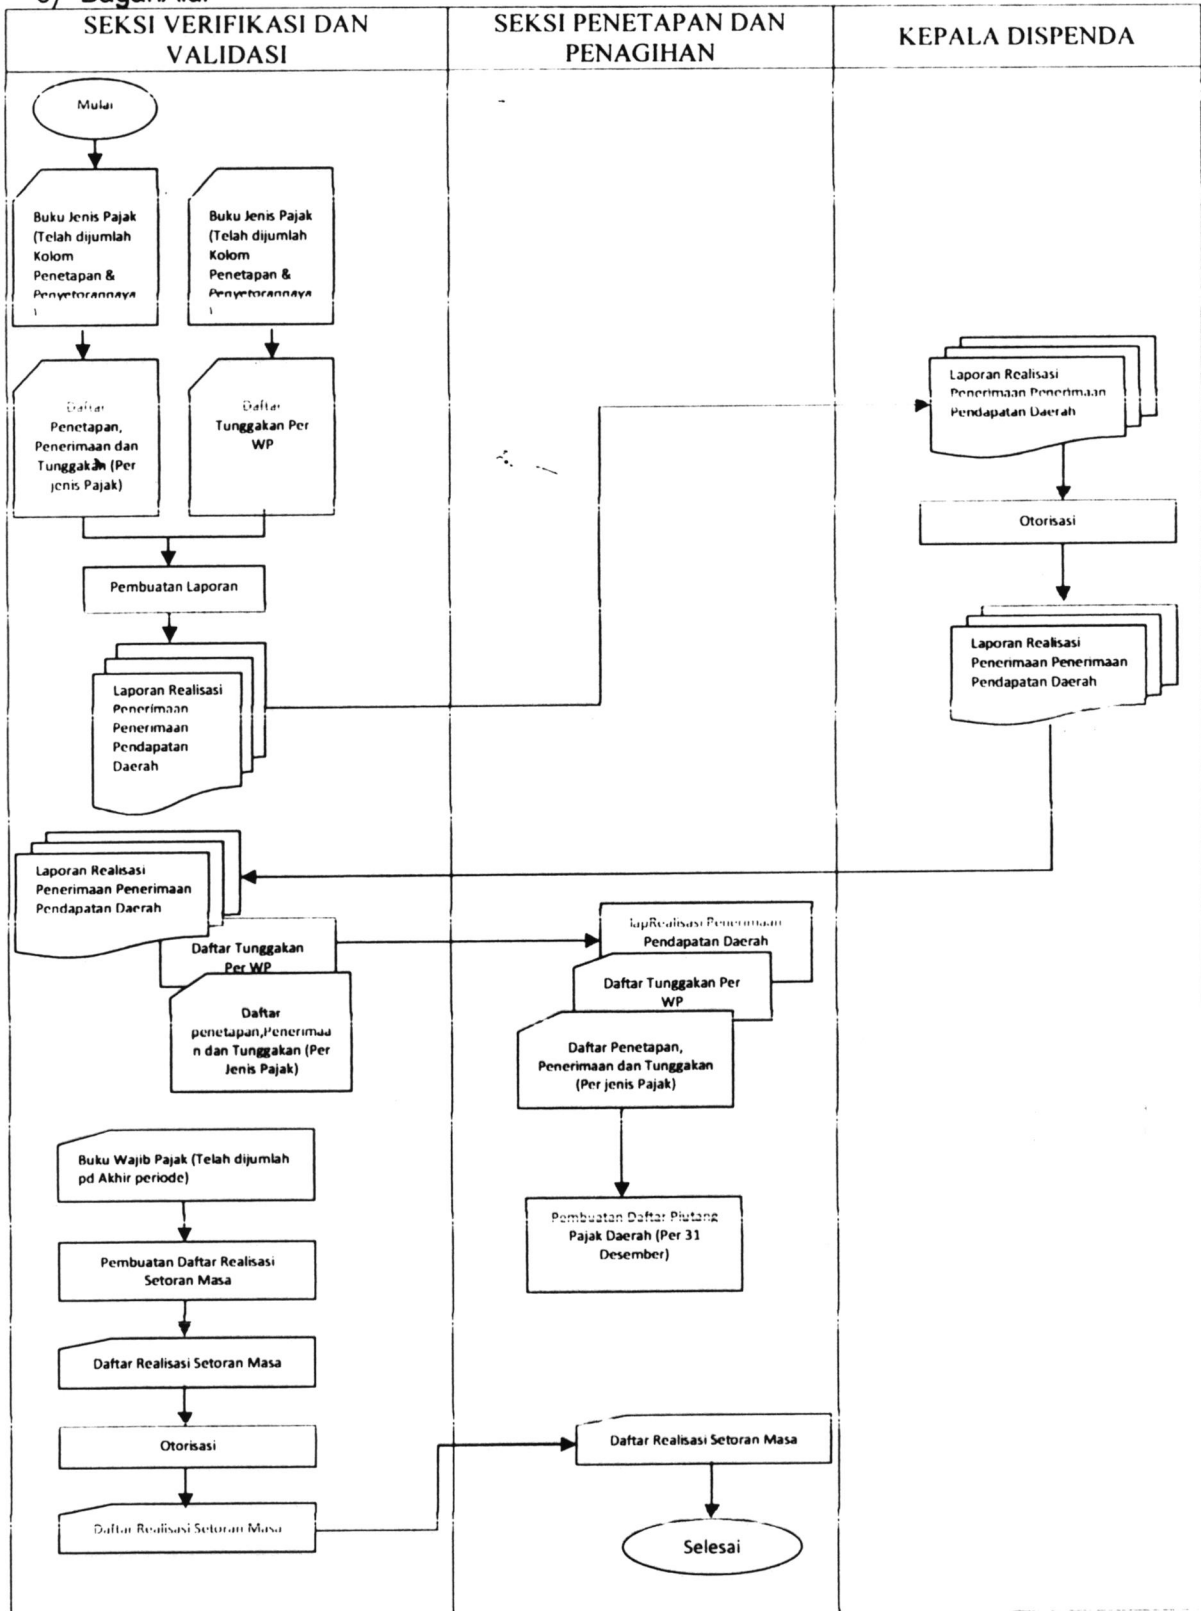 Bagan Alur
SEKSI VERIFIKASI DAN
VALIDASI
SEKSI PENETAPAN DAN
PENAGIHAN
KEPALA DISPENDA
Mulai
Buku Jenis Pajak
(Telah dijumlah
Kolom
Penetapan &
Penyetorannaya
)
Buku Jenis Pajak
(Telah dijumlah
Kolom
Penetapan &
Penyetorannaya
)
Daftar
Penetapan,
Penerimaan dan
Tunggakan (Per
jenis Pajak)
Daftar
Tunggakan Per
WP
Pembuatan Laporan
Laporan Realisasi
Penerimaan
Penerimaan
Pendapatan
Daerah
Laporan Realisasi
Penerimaan Penerimaan
Pendapatan Daerah
Otorisasi
Laporan Realisasi
Penerimaan Penerimaan
Pendapatan Daerah
Laporan Realisasi
Penerimaan Penerimaan
Pendapatan Daerah
Daftar Tunggakan
Per WP
Daftar
penetapan,Penerimaa
n dan Tunggakan (Per
Jenis Pajak)
lapRealisasi Penerimaan
Pendapatan Daerah
Daftar Tunggakan Per
WP
Daftar Penetapan,
Penerimaan dan Tunggakan
(Per jenis Pajak)
Pembuatan Daftar Piutang
Pajak Daerah (Per 31
Desember)
Buku Wajib Pajak (Telah dijumlah
pd Akhir periode)
Pembuatan Daftar Realisasi
Setoran Masa
Daftar Realisasi Setoran Masa
Otorisasi
Daftar Realisasi Setoran Masa
Daftar Realisasi Setoran Masa
Selesai